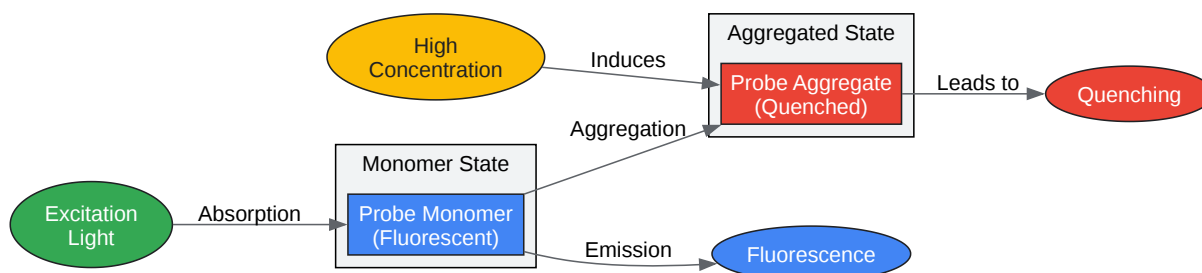 High
Concentration
Induces
Aggregated State
Probe Aggregate
(Quenched)
Leads to
Quenching
Aggregation
Monomer State
Excitation
Light
Absorption
Probe Monomer
(Fluorescent)
Emission
Fluorescence